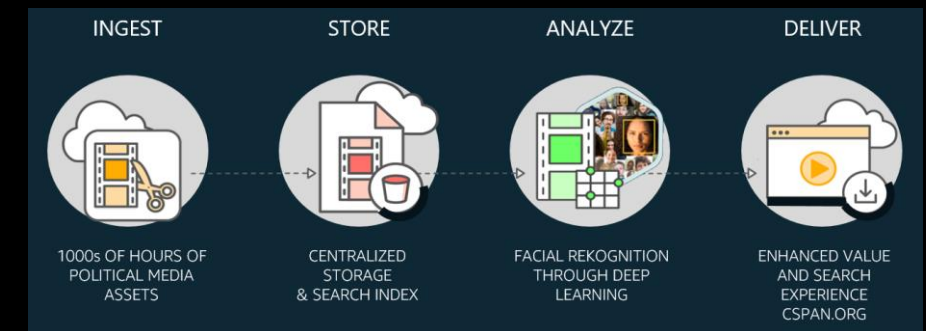 INGEST
STORE
ANALYZE
DELIVER
1000s OF HOURS OF
POLITICAL MEDIA
ASSETS
CENTRALIZED
STORAGE
& SEARCH INDEX
FACIAL REKOGNITION
THROUGH DEEP
LEARNING
ENHANCED VALUE
AND SEARCH
EXPERIENCE
CSPAN.ORG